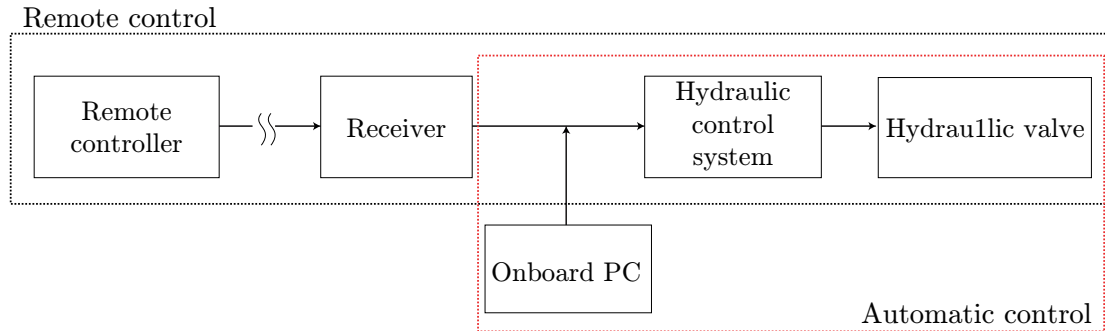 Remote control
Remote
controller
Receiver
Hydraulic
control
system
Hydrau1lic valve
Onboard PC
Automatic control